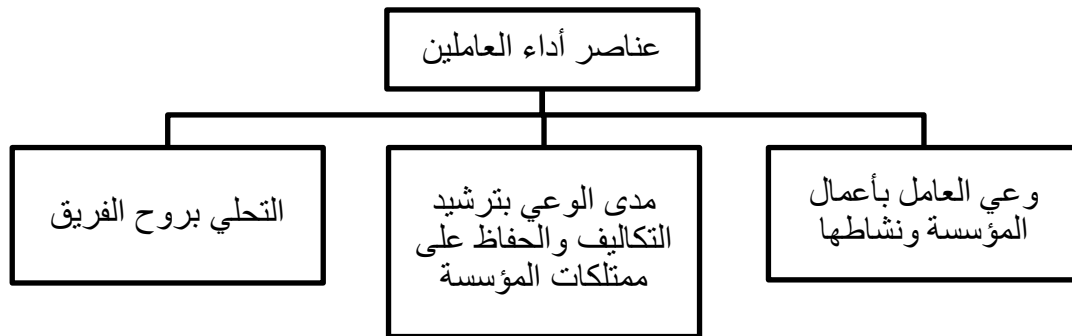 عناصر أداء العاملين
وعي العامل بأعمال
المؤسسة ونشاطها
مدى الوعي بترشيد
التكاليف والحفاظ على
ممتلكات المؤسسة
التحلي بروح الفريق